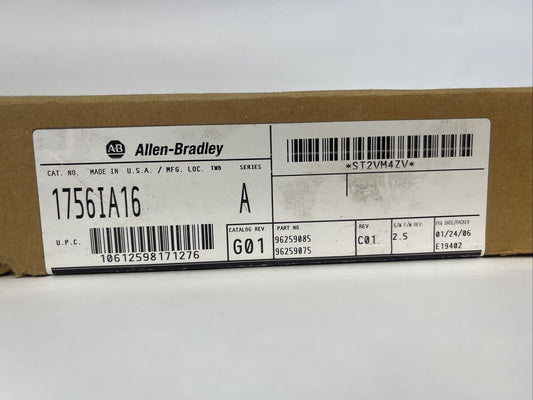 AB Allen-Bradley
CAT. NO. MADE IN U.S.A. / MFG. LOC. TWB SERIES
1756IA16 A
U.P.C.
10612598171276
CATALOG REV.
G01
*ST2VM4ZV*
PART NO.
96259085
96259075
REV.
C01
S/W F/W REV.
2.5
PKG DATE/PACKER
01/24/06
E19402